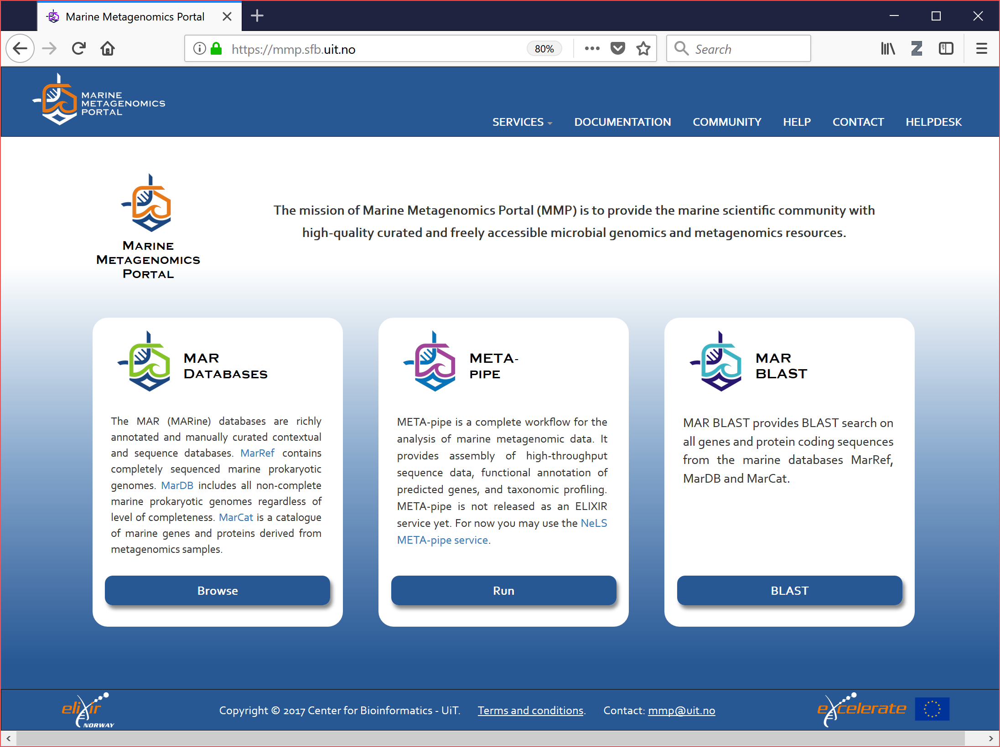 Marine Metagenomics Portal
https://mmp.sfb.uit.no
80%
Search
MARINE
METAGENOMICS
PORTAL
SERVICES DOCUMENTATION COMMUNITY HELP CONTACT HELPDESK
The mission of Marine Metagenomics Portal (MMP) is to provide the marine scientific community with
high-quality curated and freely accessible microbial genomics and metagenomics resources.
MARINE
METAGENOMICS
PORTAL
MAR
DATABASES
The MAR (MARine) databases are richly
annotated and manually curated contextual
and sequence databases. MarRef contains
completely sequenced marine prokaryotic
genomes. MarDB includes all non-complete
marine prokaryotic genomes regardless of
level of completeness. MarCat is a catalogue
of marine genes and proteins derived from
metagenomics samples.
Browse
META-
PIPE
META-pipe is a complete workflow for the
analysis of marine metagenomic data. It
provides assembly of high-throughput
sequence data, functional annotation of
predicted genes, and taxonomic profiling.
META-pipe is not released as an ELIXIR
service yet. For now you may use the NeLS
META-pipe service.
Run
MAR
BLAST
MAR BLAST provides BLAST search on
all genes and protein coding sequences
from the marine databases MarRef,
MarDB and MarCat.
BLAST
elixir
NORWAY
Copyright © 2017 Center for Bioinformatics - UiT. Terms and conditions. Contact: mmp@uit.no
excelerate